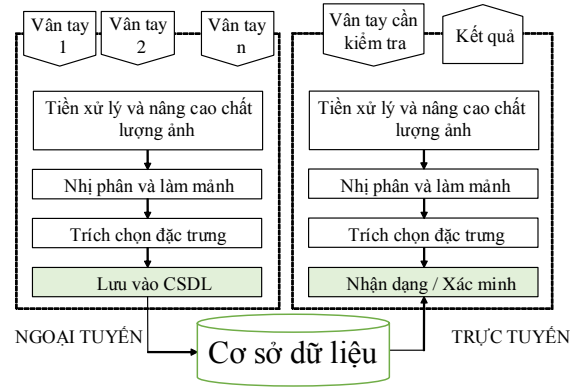 Vân tay
1
Vân tay
2
Vân tay
n
Tiền xử lý và nâng cao chất
lượng ảnh
Nhị phân và làm mảnh
Trích chọn đặc trưng
Lưu vào CSDL
NGOẠI TUYẾN
Vân tay cần
kiểm tra
Kết quả
Tiền xử lý và nâng cao chất
lượng ảnh
Nhị phân và làm mảnh
Trích chọn đặc trưng
Nhận dạng / Xác minh
TRỰC TUYẾN
Cơ sở dữ liệu